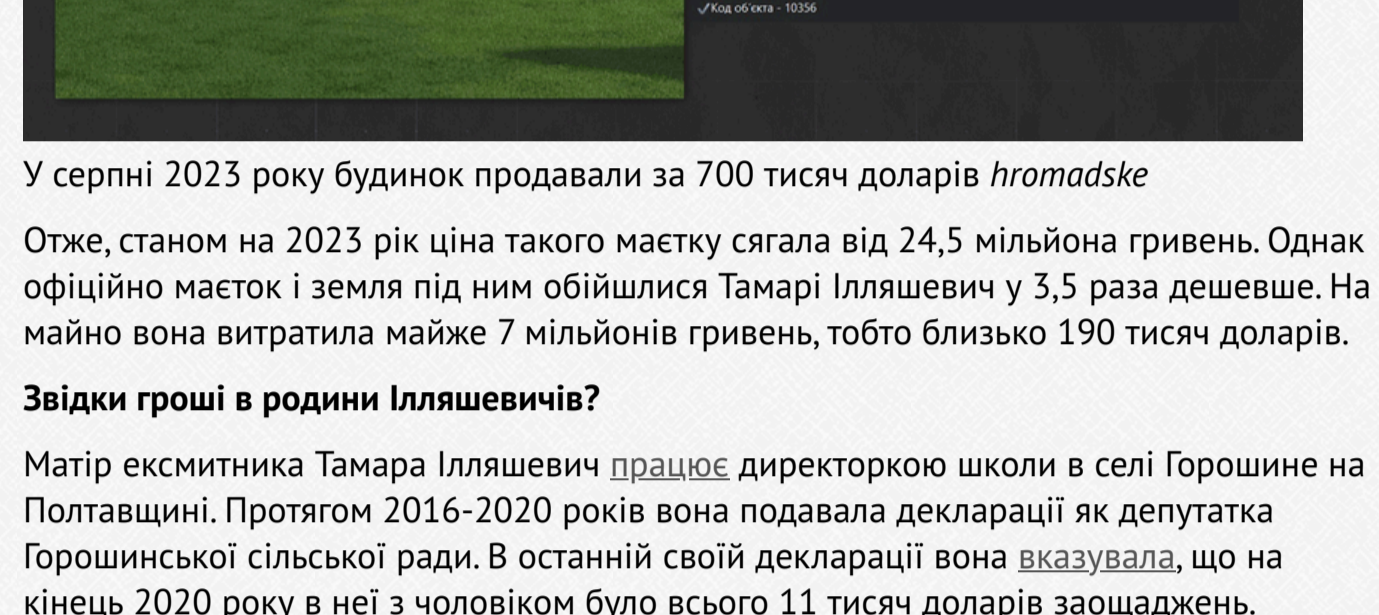 ✓Код об'єкта - 10356
У серпні 2023 року будинок продавали за 700 тисяч доларів hromadske
Отже, станом на 2023 рік ціна такого маєтку сягала від 24,5 мільйона гривень. Однак
офіційно маєток і земля під ним обійшлися Тамарі Ілляшевич у 3,5 раза дешевше. На
майно вона витратила майже 7 мільйонів гривень, тобто близько 190 тисяч доларів.
Звідки гроші в родини Ілляшевичів?
Матір ексмитника Тамара Ілляшевич працює директоркою школи в селі Горошине на
Полтавщині. Протягом 2016-2020 років вона подавала декларації як депутатка
Горошинської сільської ради. В останній своїй декларації вона вказувала, що на
кінець 2020 року в неї з чоловіком було всього 11 тисяч доларів заощаджень.